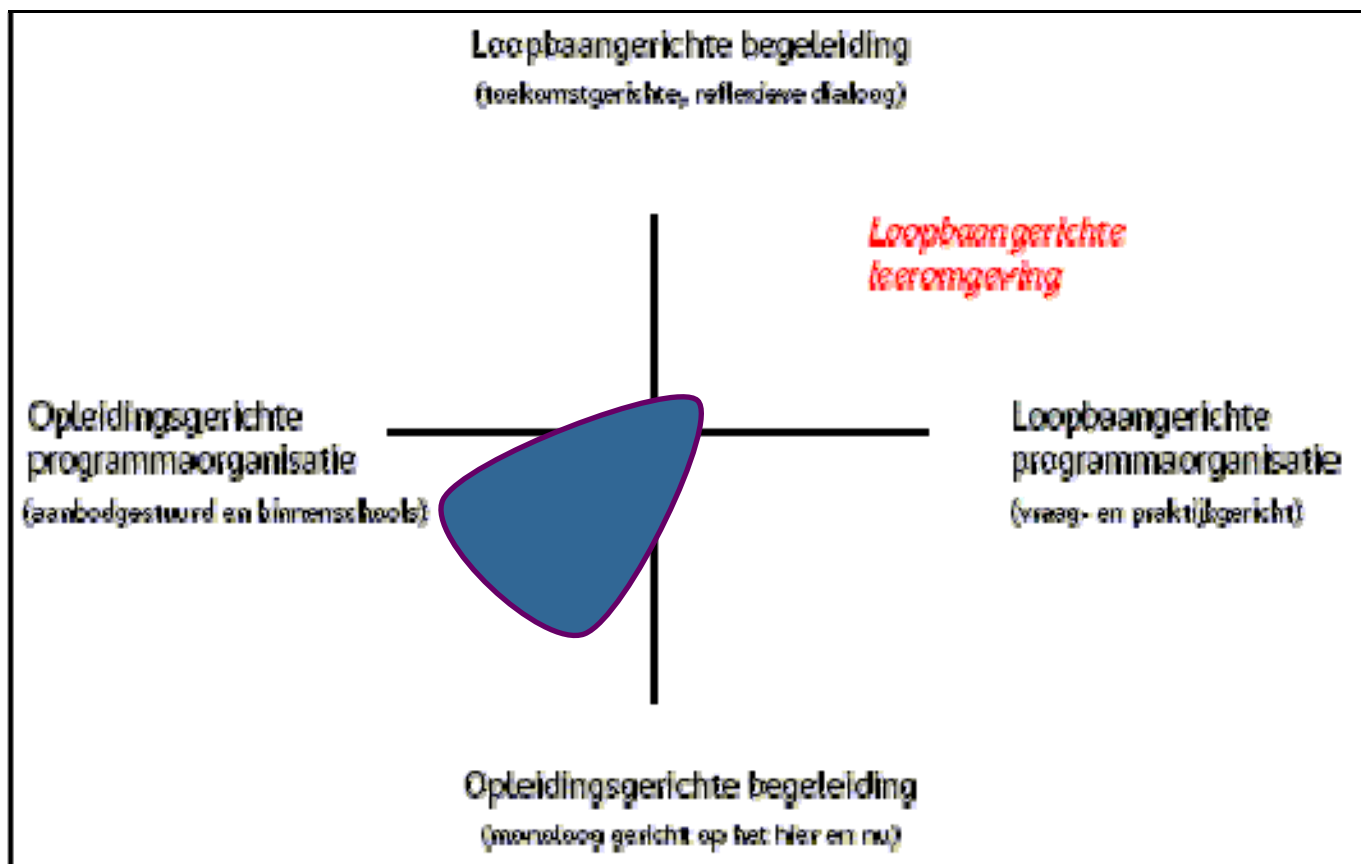 Loopbaangerichte begeleiding
(toekomstgerichte, reflexieve dialoog)
Loopbaangerichte
leeromgeving
Opleidingsgerichte
programmaorganisatie
(aanbodgestuurd en binnenschools)
Loopbaangerichte
programmaorganisatie
(vraag- en praktijkgericht)
Opleidingsgerichte begeleiding
(monoloog gericht op het hier en nu)